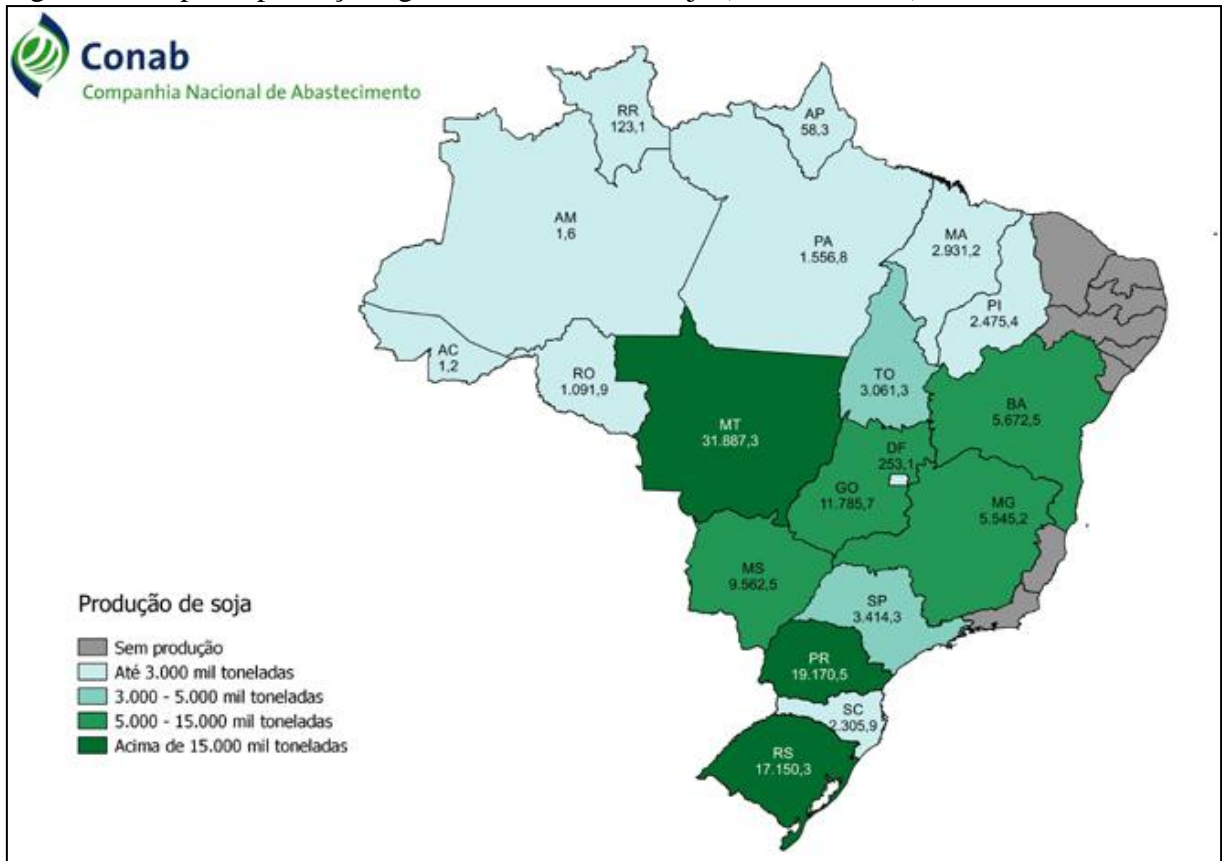 Conab
Companhia Nacional de Abastecimento
RR
123,1
AP
58,3
AM
1,6
PA
1.556,8
MA
2.931,2
PI
2.475,4
AC
1,2
RO
1.091,9
TO
3.061,3
MT
31.887,3
BA
5.672,5
DF
253,1
GO
11.785,7
MG
5.545,2
MS
9.562,5
SP
3.414,3
PR
19.170,5
SC
2.305,9
RS
17.150,3
Produção de soja
Sem produção
Até 3.000 mil toneladas
3.000 - 5.000 mil toneladas
5.000 - 15.000 mil toneladas
Acima de 15.000 mil toneladas